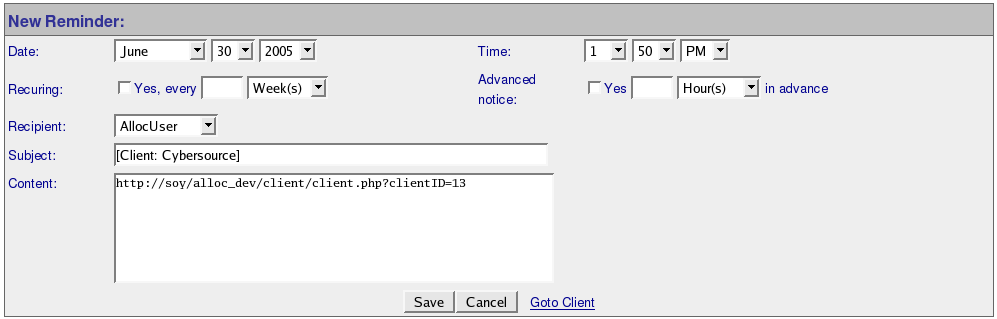 New Reminder:
Date: June 30 2005 Time: 1 50 PM
Recuring: Yes, every Week(s) Advanced notice: Yes Hour(s) in advance
Recipient: AllocUser
Subject: [Client: Cybersource]
Content: http://soy/alloc_dev/client/client.php?clientID=13
Save Cancel Goto Client